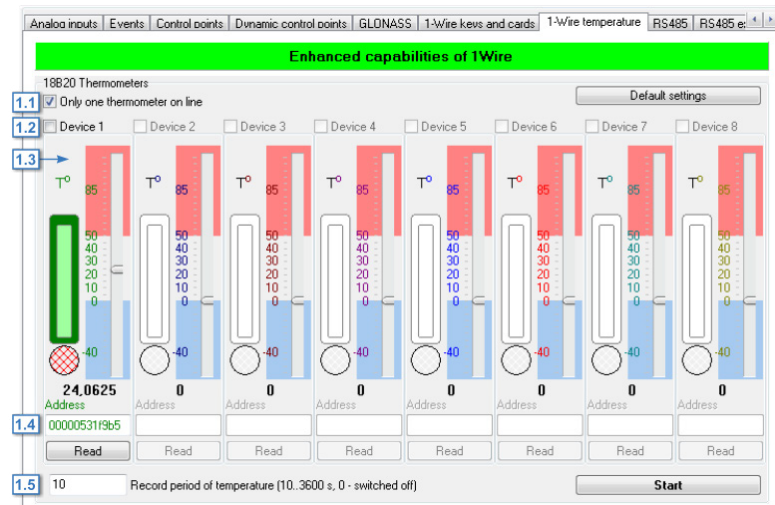 Analog inputs Events Control points Dynamic control points GLONASS 1-Wire keys and cards 1-Wire temperature RS485 RS485 e:
Enhanced capabilities of 1Wire
18B20 Thermometers
1.1 Only one thermometer on line Default settings
1.2 Device 1 Device 2 Device 3 Device 4 Device 5 Device 6 Device 7 Device 8
1.3
T° T° T° T° T° T° T° T°
85 85 85 85 85 85 85 85
50 50 50 50 50 50 50 50
40 40 40 40 40 40 40 40
30 30 30 30 30 30 30 30
20 20 20 20 20 20 20 20
10 10 10 10 10 10 10 10
0 0 0 0 0 0 0 0
-40 -40 -40 -40 -40 -40 -40 -40
24,0625 0 0 0 0 0 0 0
Address Address Address Address Address Address Address Address
1.4 00000531f9b5
Read Read Read Read Read Read Read Read
1.5 10 Record period of temperature (10..3600 s, 0 - switched off) Start